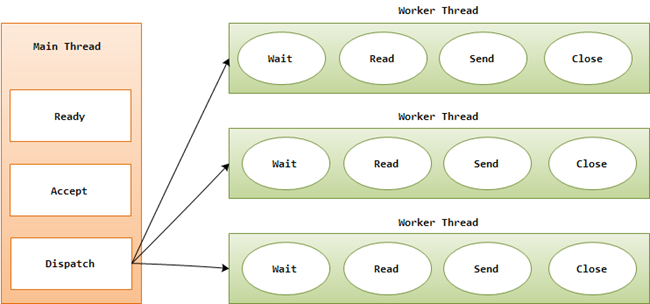 Main Thread
Ready
Accept
Dispatch
Worker Thread
Wait Read Send Close
Worker Thread
Wait Read Send Close
Worker Thread
Wait Read Send Close